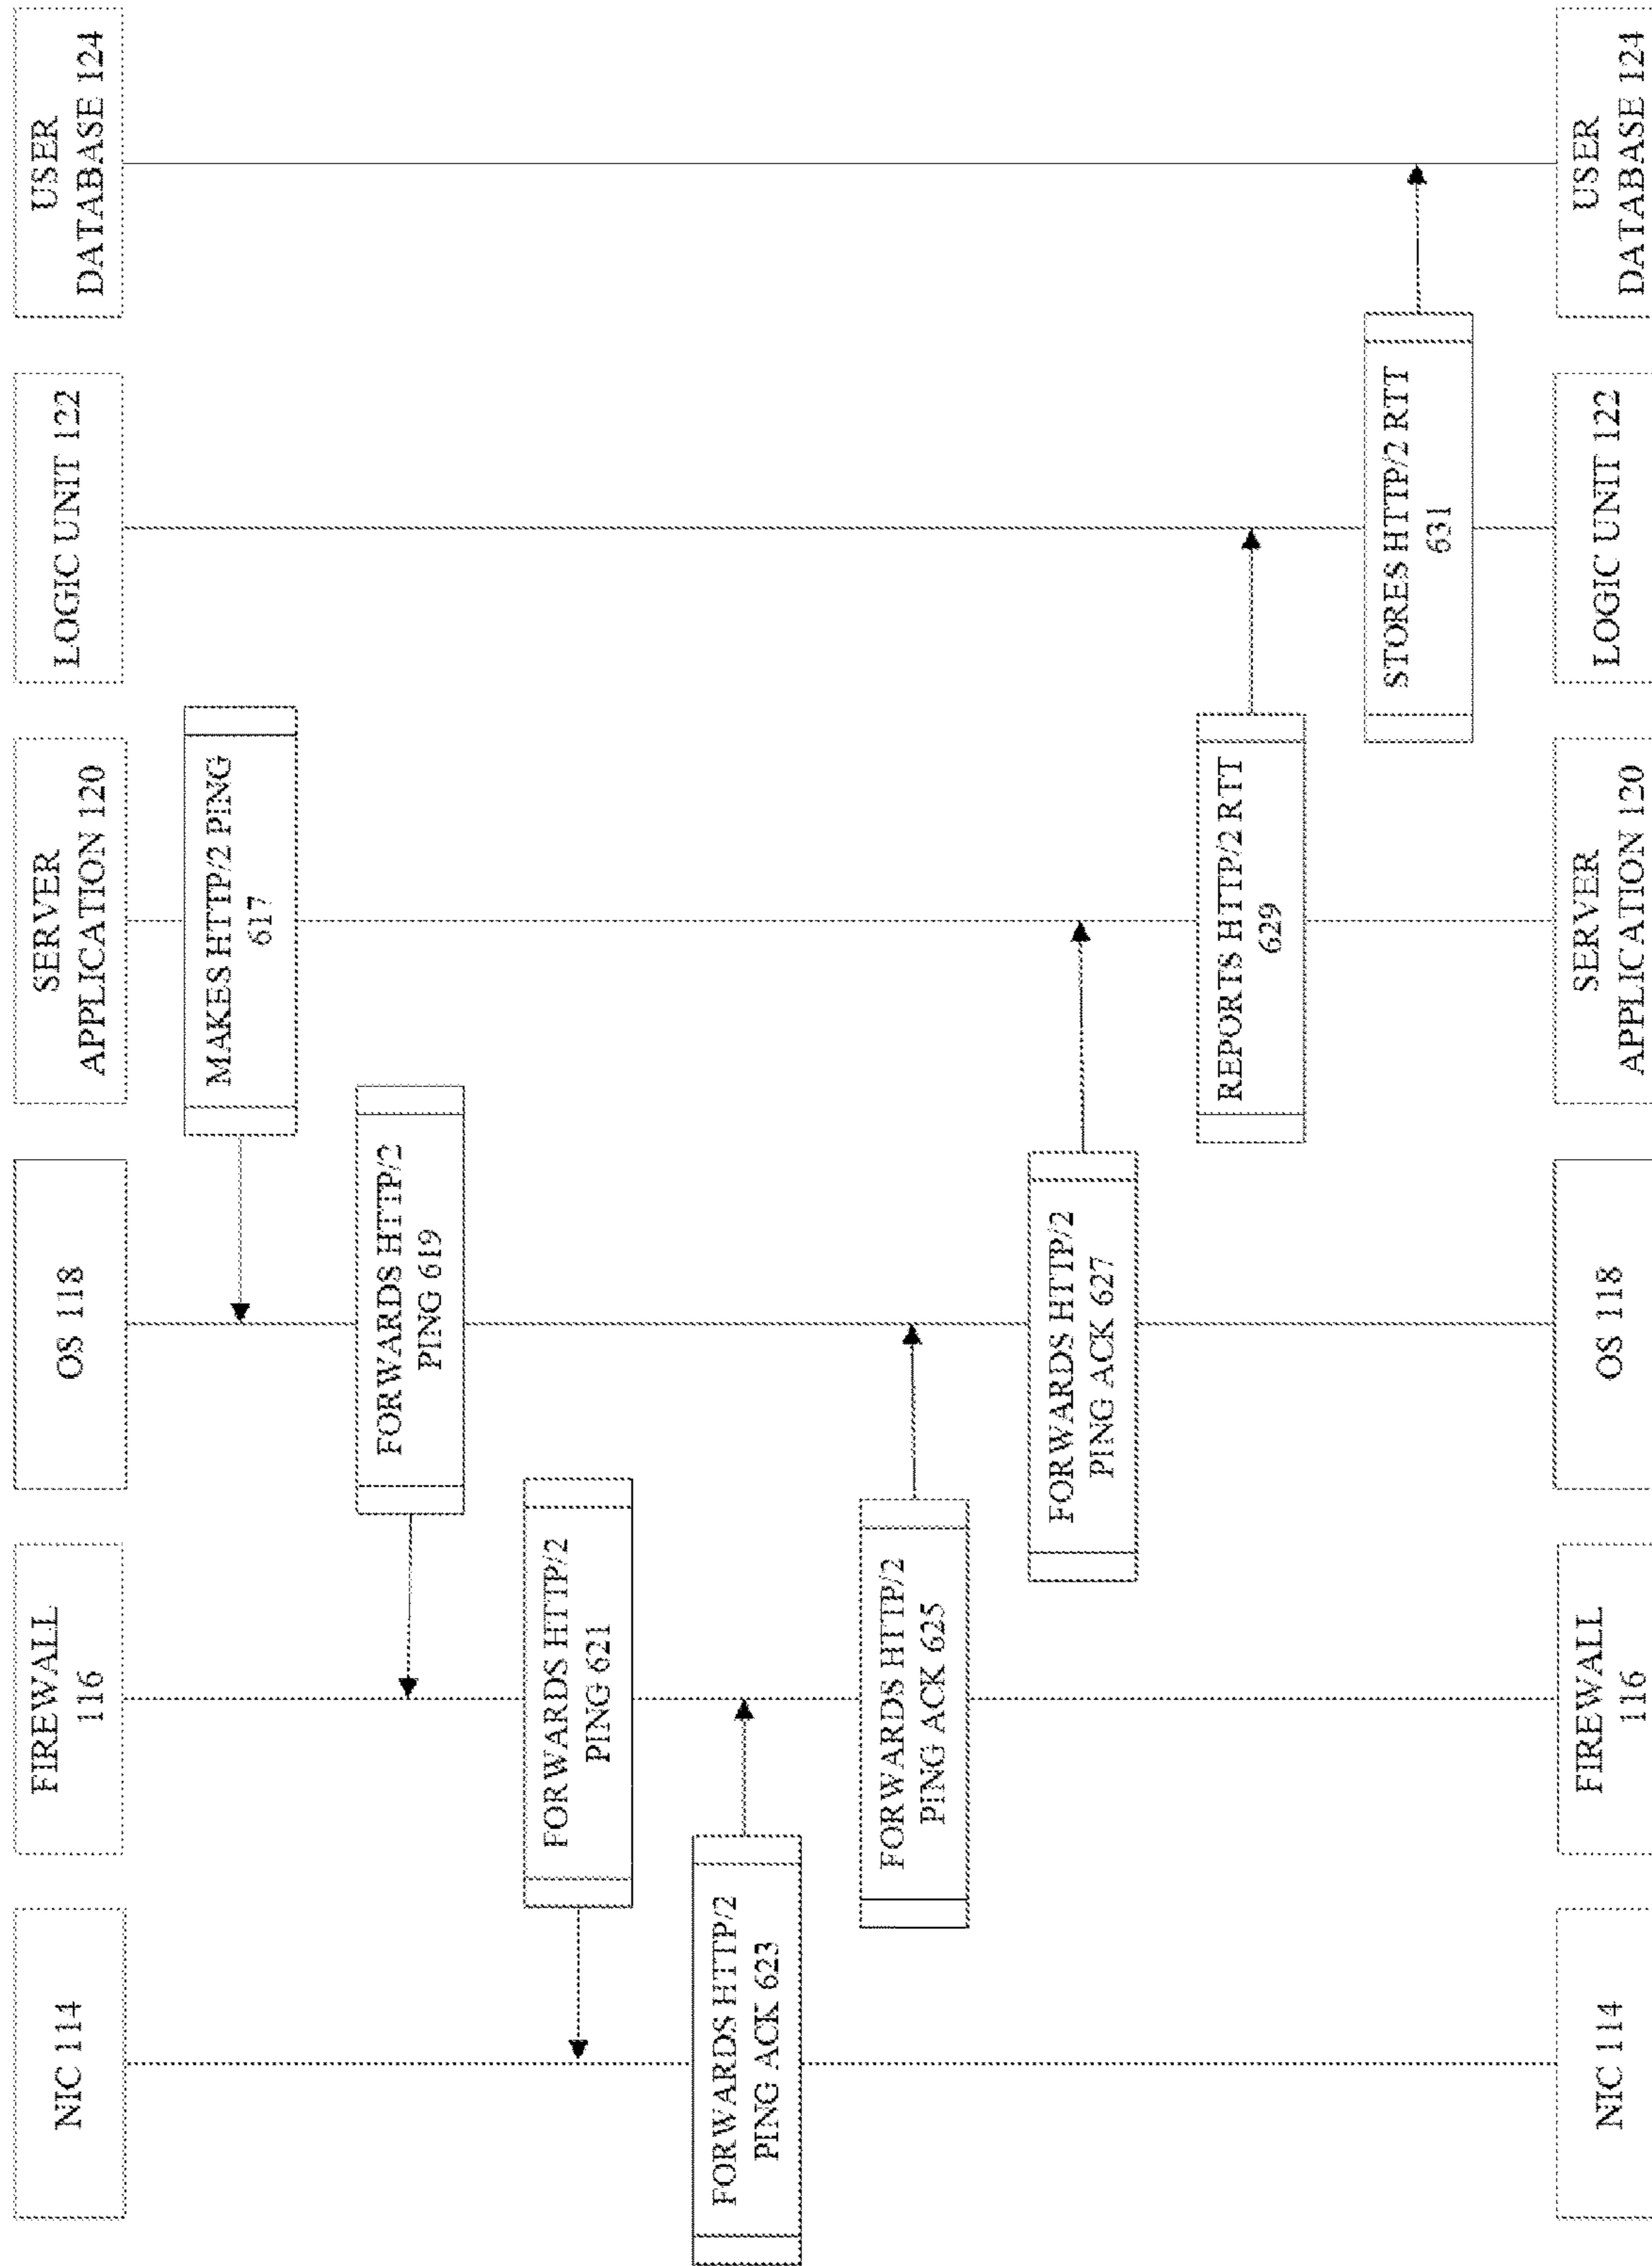 NIC 114
FIREWALL
116
OS 118
SERVER
APPLICATION 120
LOGIC UNIT 122
USER
DATABASE 124
MAKES HTTP/2 PING
617
FORWARDS HTTP/2
PING 619
FORWARDS HTTP/2
PING 621
FORWARDS HTTP/2
PING ACK 623
FORWARDS HTTP/2
PING ACK 625
FORWARDS HTTP/2
PING ACK 627
REPORTS HTTP/2 RTT
629
STORES HTTP/2 RTT
631
NIC 114
FIREWALL
116
OS 118
SERVER
APPLICATION 120
LOGIC UNIT 122
USER
DATABASE 124